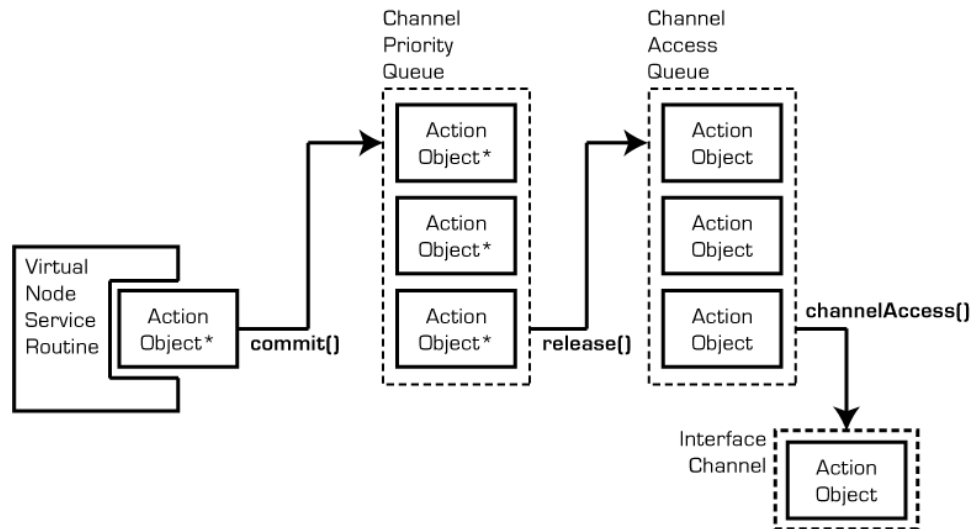 Channel
Priority
Queue
Channel
Access
Queue
Action
Object*
Action
Object
Action
Object*
Action
Object
Virtual
Node
Service
Routine
Action
Object*
commit()
Action
Object*
release()
Action
Object
channelAccess()
Interface
Channel
Action
Object